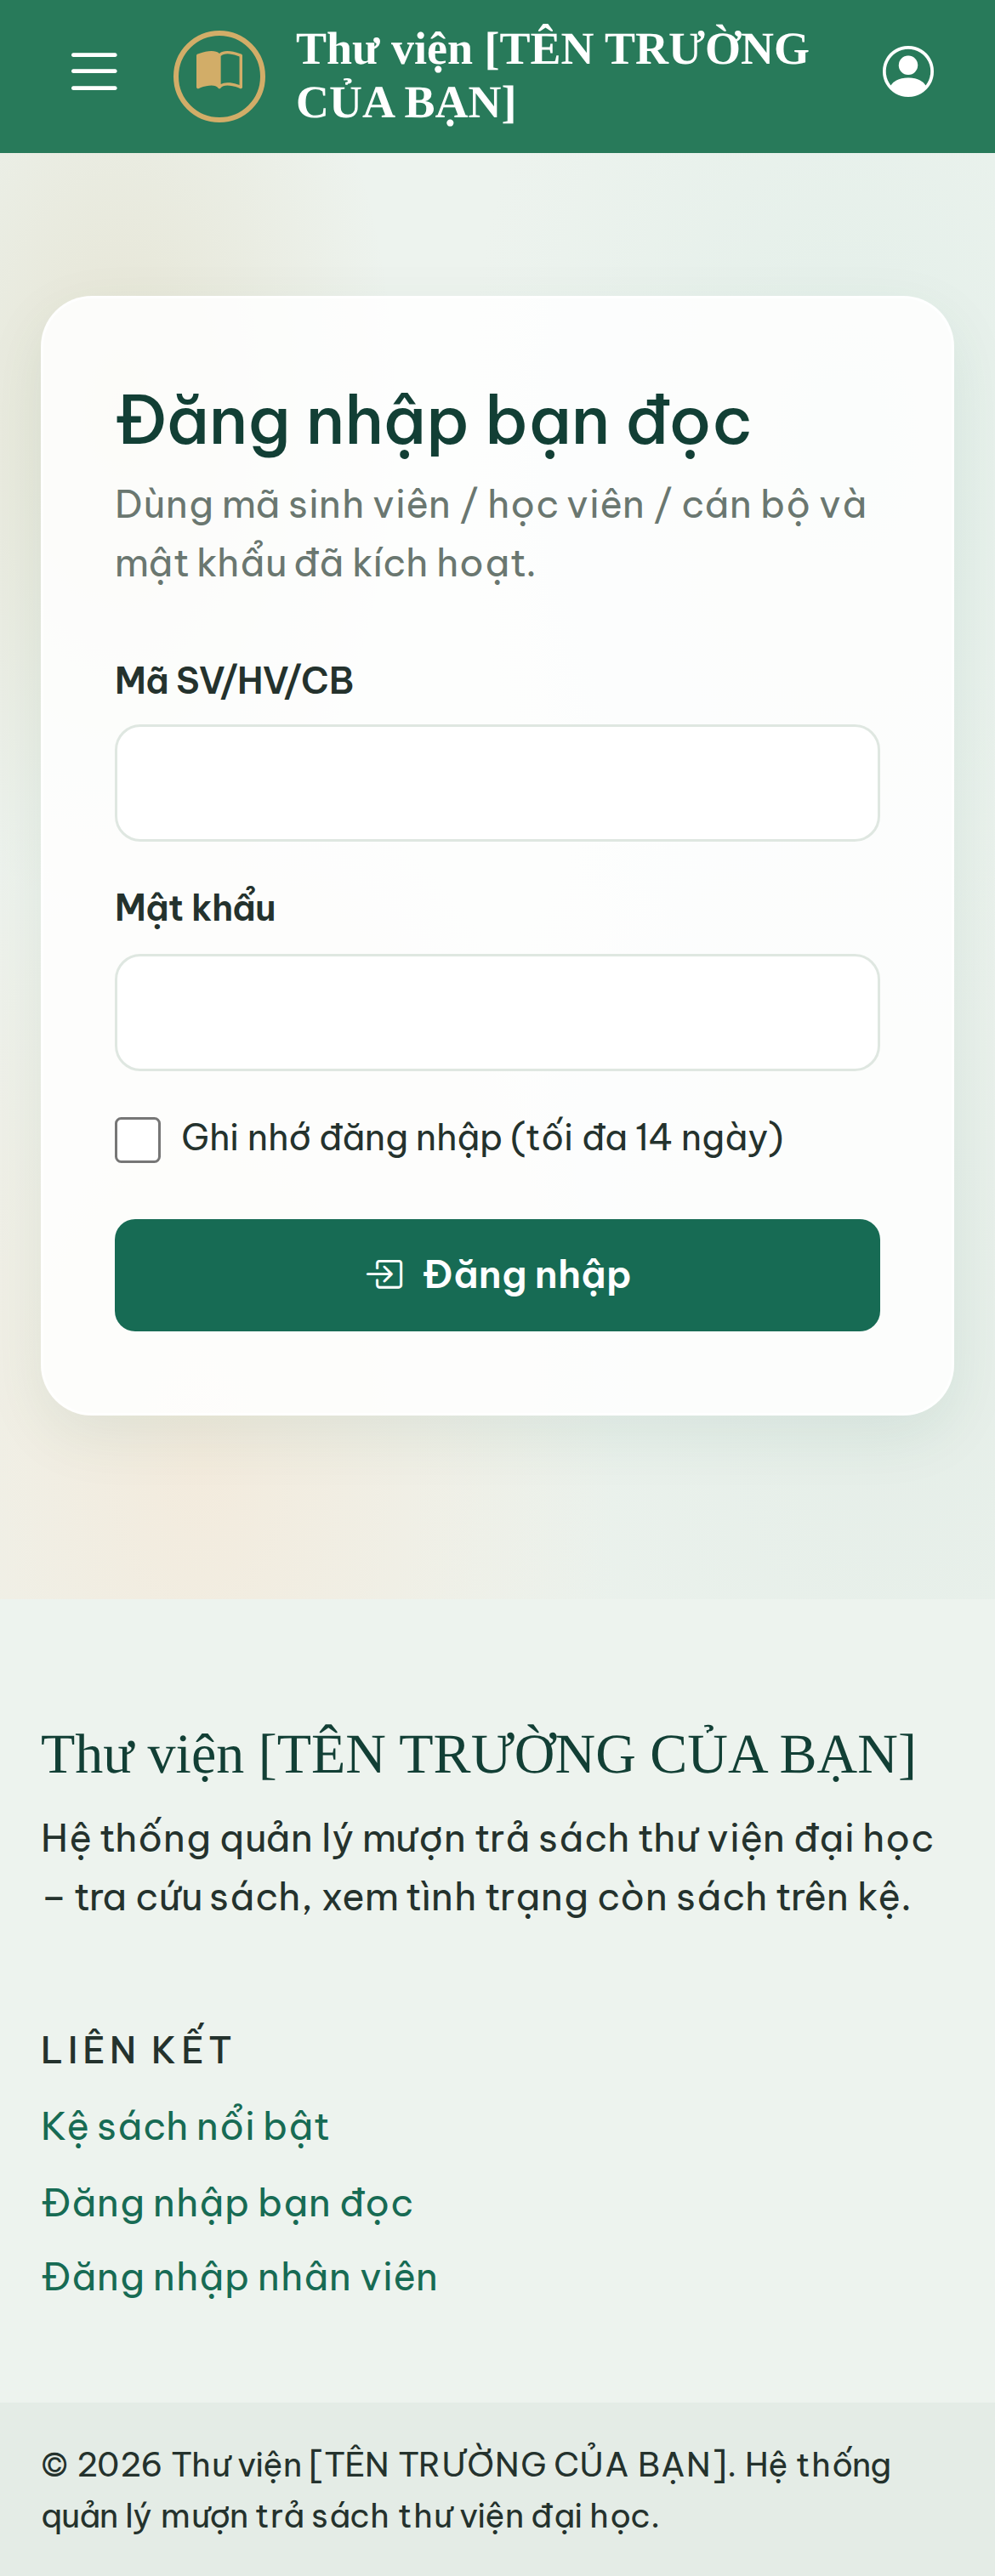 Thư viện [TÊN TRƯỜNG
CỦA BẠN]
Đăng nhập bạn đọc
Dùng mã sinh viên / học viên / cán bộ và
mật khẩu đã kích hoạt.
Mã SV/HV/CB
Mật khẩu
Ghi nhớ đăng nhập (tối đa 14 ngày)
Đăng nhập
Thư viện [TÊN TRƯỜNG CỦA BẠN]
Hệ thống quản lý mượn trả sách thư viện đại học
– tra cứu sách, xem tình trạng còn sách trên kệ.
LIÊN KẾT
Kệ sách nổi bật
Đăng nhập bạn đọc
Đăng nhập nhân viên
© 2026 Thư viện [TÊN TRƯỜNG CỦA BẠN]. Hệ thống
quản lý mượn trả sách thư viện đại học.